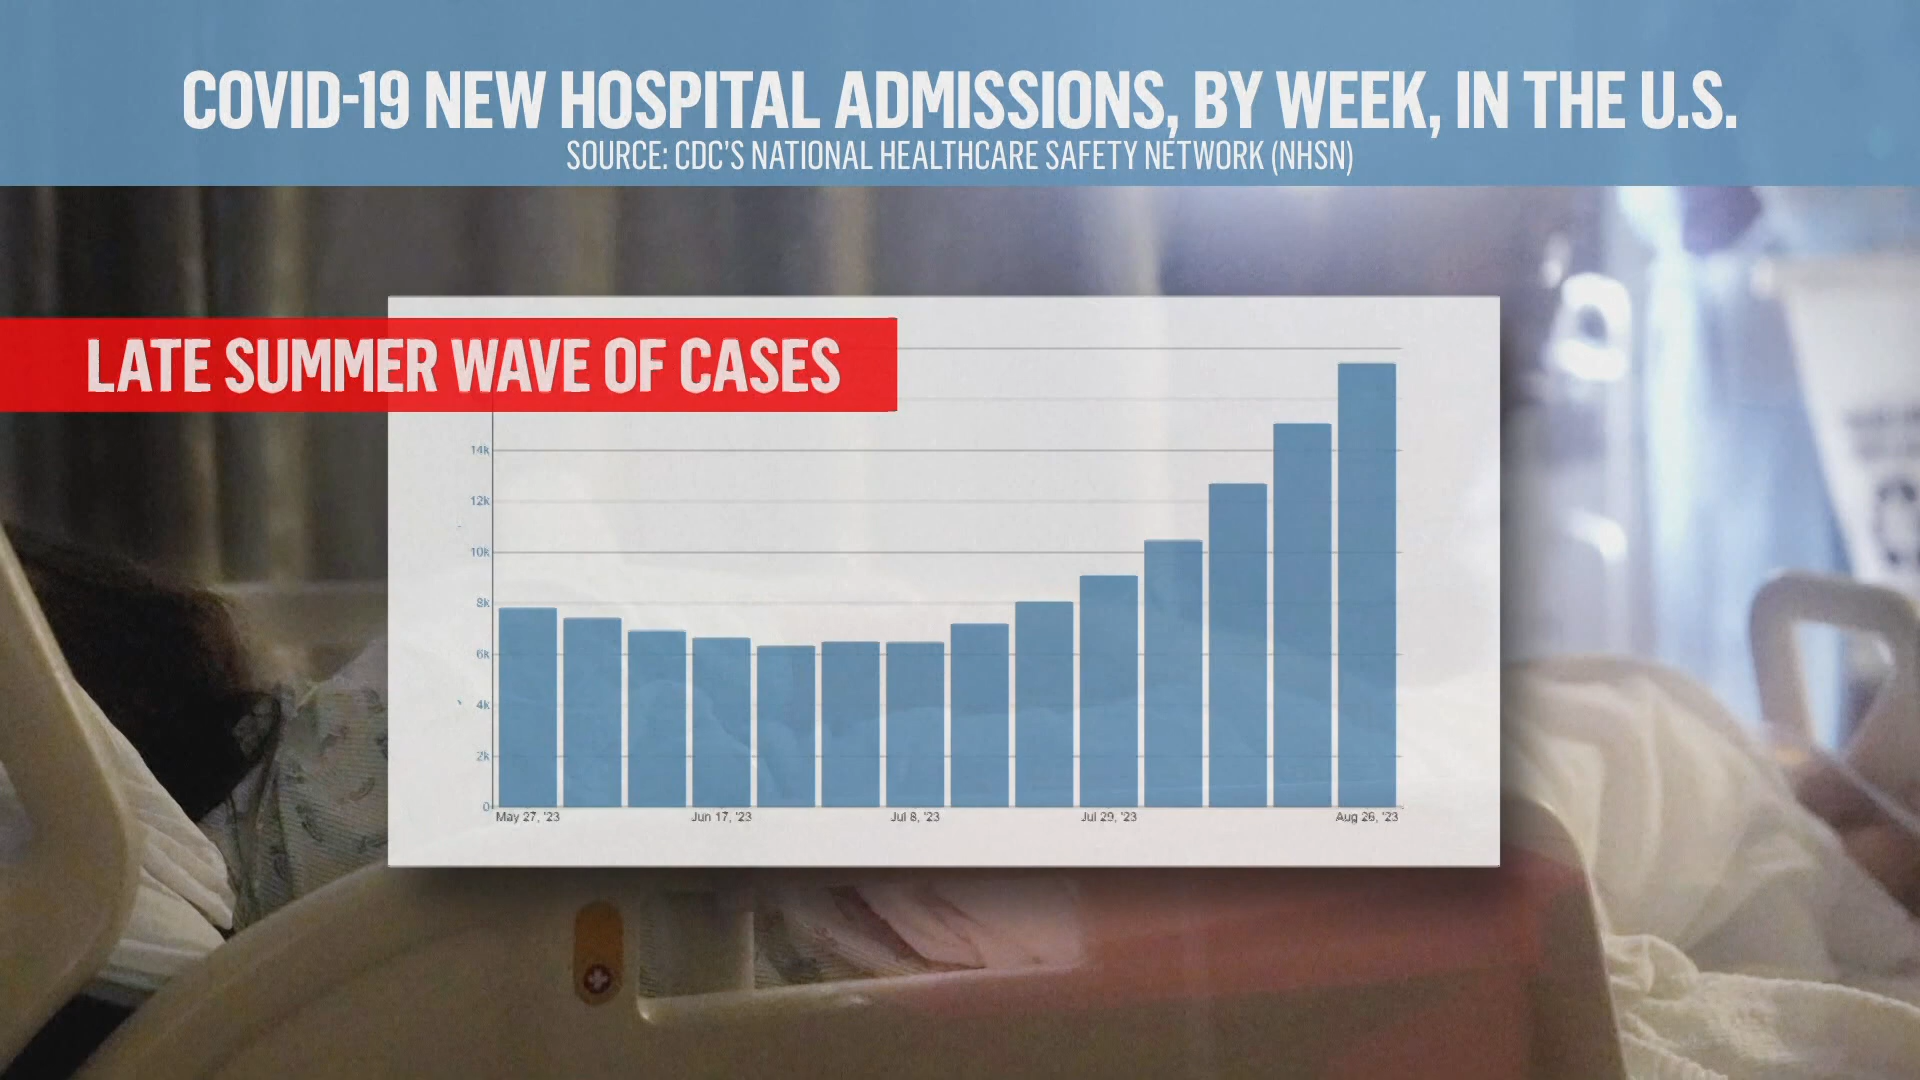 COVID-19 NEW HOSPITAL ADMISSIONS, BY WEEK, IN THE U.S.
SOURCE: CDC'S NATIONAL HEALTHCARE SAFETY NETWORK (NHSN)
LATE SUMMER WAVE OF CASES
14k
12k
10k
8k
6k
4k
2k
0
May 27, '23 Jun 17, '23 Jul 8, '23 Jul 29, '23 Aug 26, '23